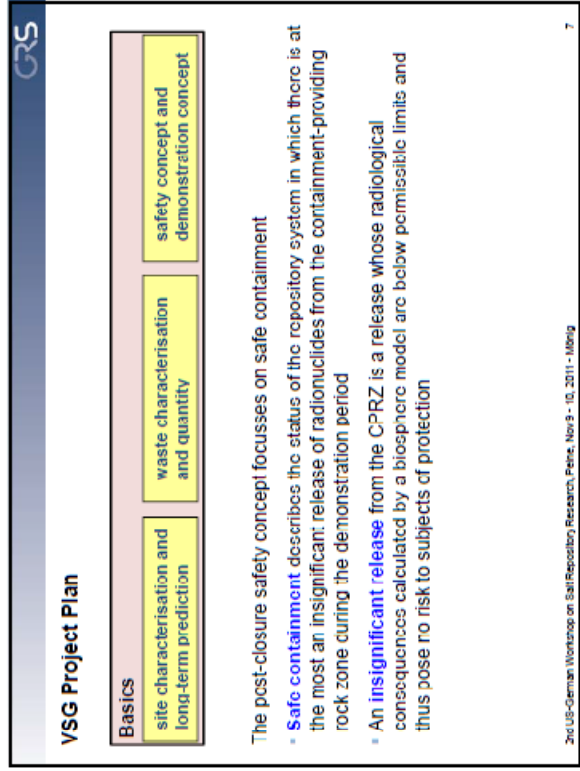 GRS
VSG Project Plan
Basics
site characterisation and
long-term prediction
waste characterisation
and quantity
safety concept and
demonstration concept
The post-closure safety concept focusses on safe containment
Safe containment describes the status of the repository system in which there is at
the most an insignificant release of radionuclides from the containment-providing
rock zone during the demonstration period
An insignificant release from the CPRZ is a release whose radiological
consequences calculated by a biosphere model are below permissible limits and
thus pose no risk to subjects of protection
2nd US-German Workshop on Salt Repository Research, Peine, Nov 9 - 10, 2011 - Mönig
7